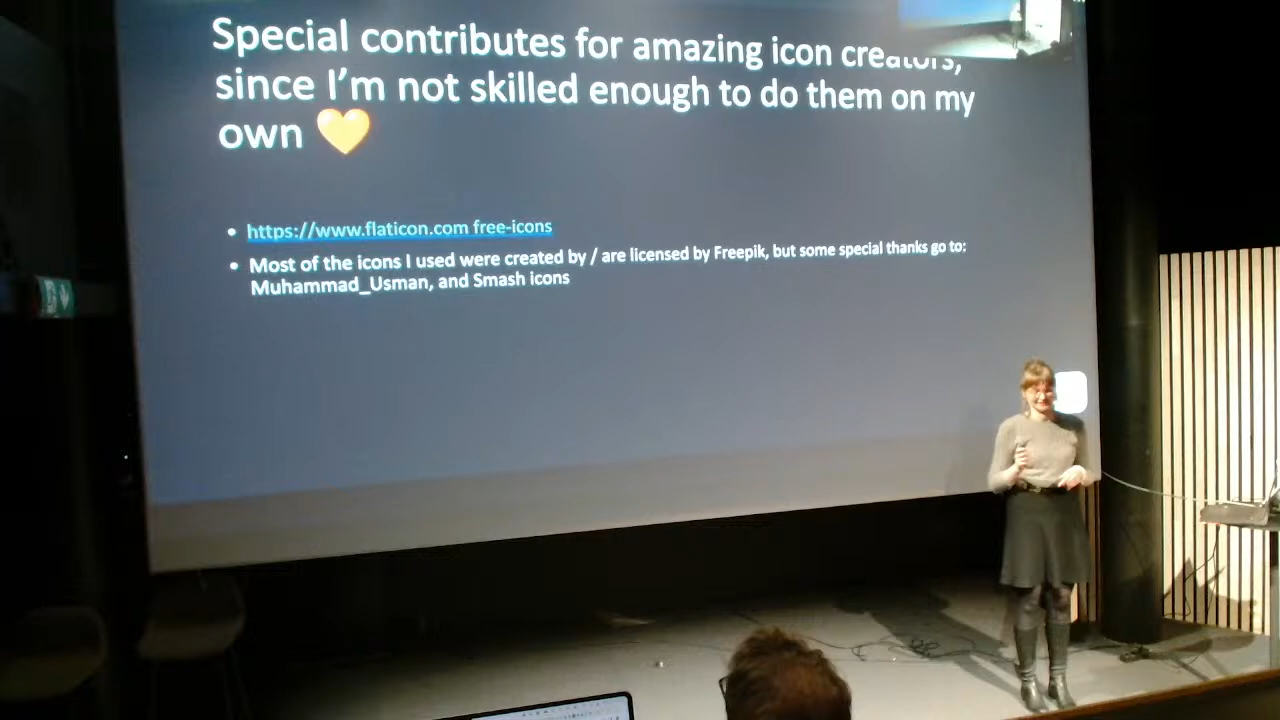 Special contributes for amazing icon creators,
since I'm not skilled enough to do them on my
own 💛
• https://www.flaticon.com free-icons
• Most of the icons I used were created by / are licensed by Freepik, but some special thanks go to:
Muhammad_Usman, and Smash icons